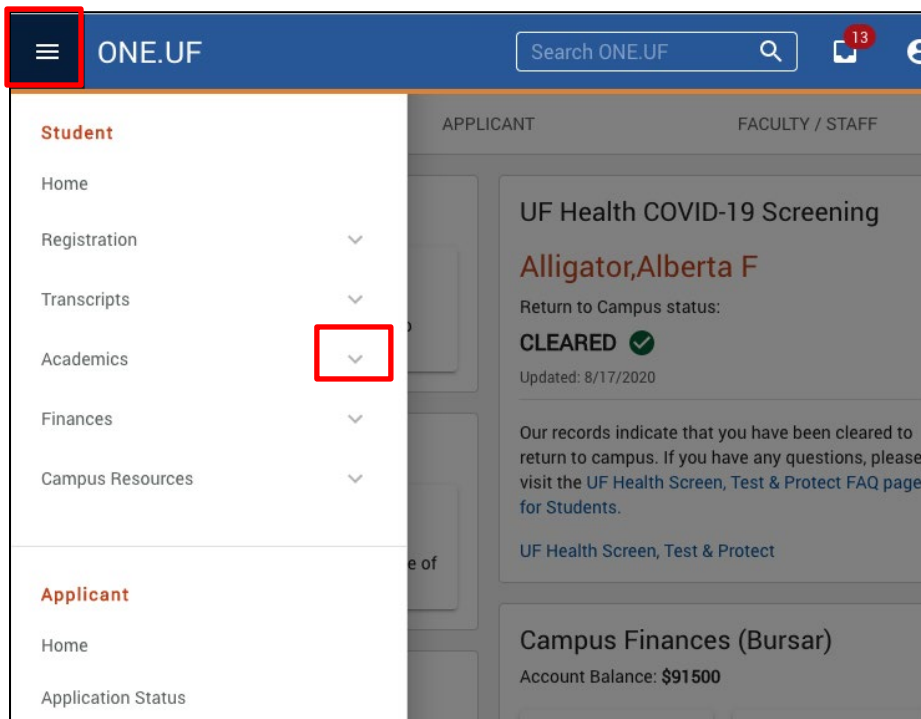 ONE.UF
Search ONE.UF
13
Student
Home
Registration
Transcripts
Academics
Finances
Campus Resources
Applicant
Home
Application Status
APPLICANT
FACULTY / STAFF
e of
UF Health COVID-19 Screening
Alligator,Alberta F
Return to Campus status:
CLEARED
Updated: 8/17/2020
Our records indicate that you have been cleared to
return to campus. If you have any questions, please
visit the UF Health Screen, Test & Protect FAQ page
for Students.
UF Health Screen, Test & Protect
Campus Finances (Bursar)
Account Balance: $91500